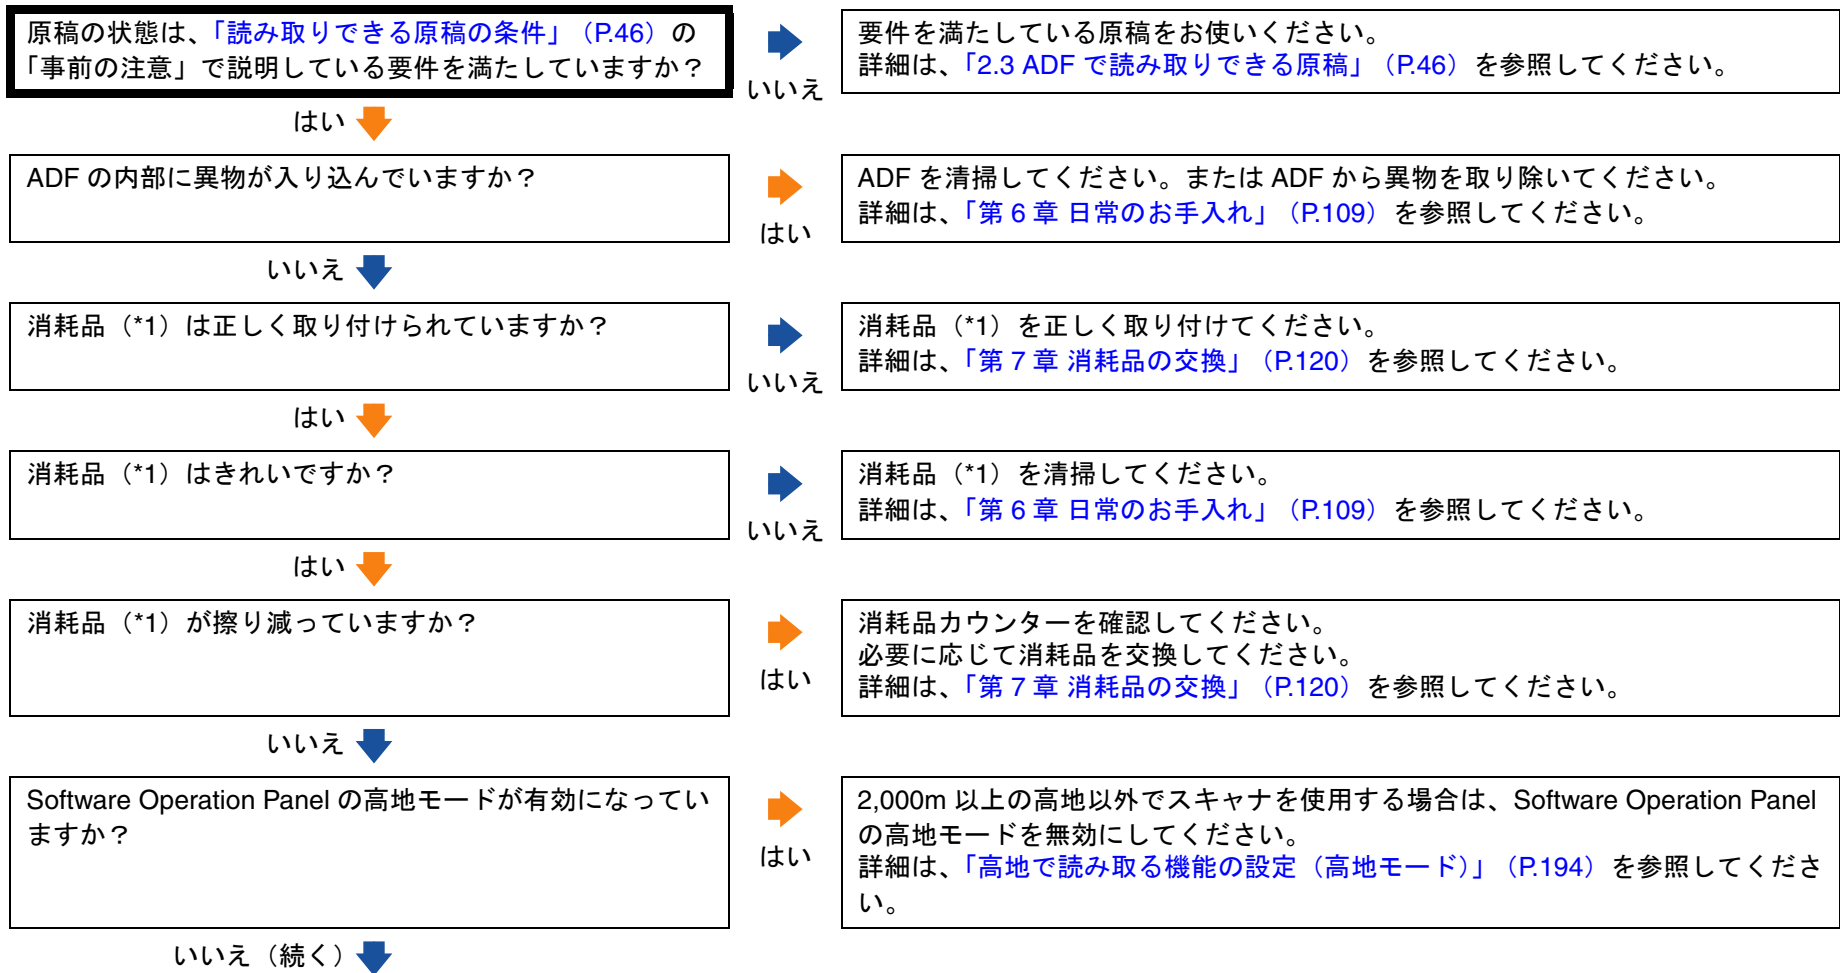 原稿の状態は、「読み取りできる原稿の条件」（P.46）の
「事前の注意」で説明している要件を満たしていますか？
いいえ
要件を満たしている原稿をお使いください。
詳細は、「2.3 ADF で読み取りできる原稿」（P.46）を参照してください。
はい
ADF の内部に異物が入り込んでいますか？
はい
ADF を清掃してください。または ADF から異物を取り除いてください。
詳細は、「第 6 章 日常のお手入れ」（P.109）を参照してください。
いいえ
消耗品（*1）は正しく取り付けられていますか？
いいえ
消耗品（*1）を正しく取り付けてください。
詳細は、「第 7 章 消耗品の交換」（P.120）を参照してください。
はい
消耗品（*1）はきれいですか？
いいえ
消耗品（*1）を清掃してください。
詳細は、「第 6 章 日常のお手入れ」（P.109）を参照してください。
はい
消耗品（*1）が擦り減っていますか？
はい
消耗品カウンターを確認してください。
必要に応じて消耗品を交換してください。
詳細は、「第 7 章 消耗品の交換」（P.120）を参照してください。
いいえ
Software Operation Panel の高地モードが有効になってい
ますか？
はい
2,000m 以上の高地以外でスキャナを使用する場合は、Software Operation Panel
の高地モードを無効にしてください。
詳細は、「高地で読み取る機能の設定（高地モード）」（P.194）を参照してくださ
い。
いいえ（続く）